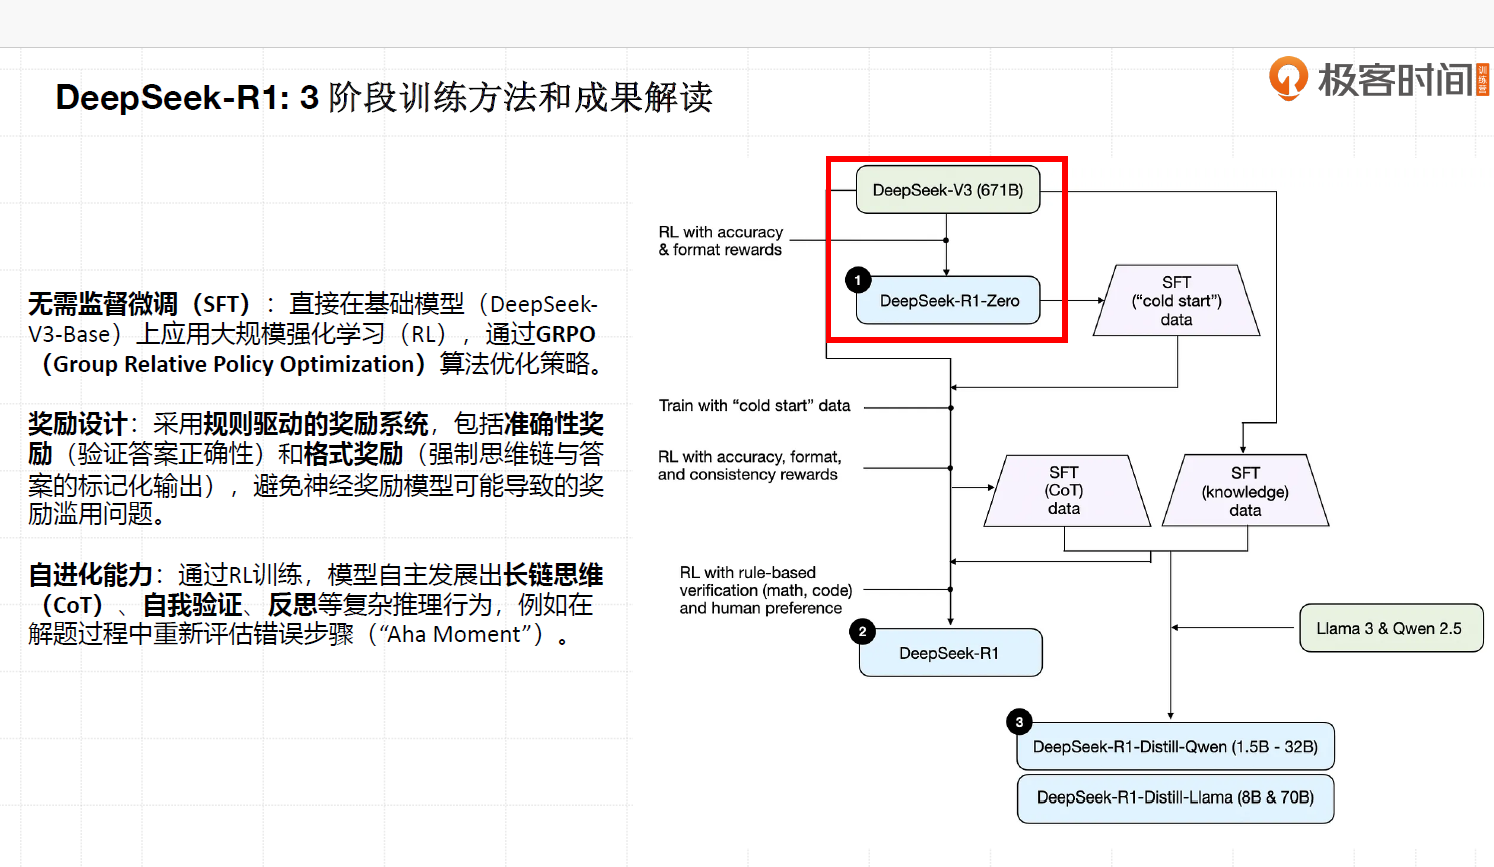 DeepSeek-R1: 3 阶段训练方法和成果解读
极客时间
训练营
无需监督微调（SFT）：直接在基础模型（DeepSeek-
V3-Base）上应用大规模强化学习（RL），通过GRPO
（Group Relative Policy Optimization）算法优化策略。
奖励设计：采用规则驱动的奖励系统，包括准确性奖
励（验证答案正确性）和格式奖励（强制思维链与答
案的标记化输出），避免神经奖励模型可能导致的奖
励滥用问题。
自进化能力：通过RL训练，模型自主发展出长链思维
（CoT）、自我验证、反思等复杂推理行为，例如在
解题过程中重新评估错误步骤（“Aha Moment”）。
DeepSeek-V3 (671B)
RL with accuracy
& format rewards
1
DeepSeek-R1-Zero
SFT
(“cold start”)
data
Train with “cold start” data
RL with accuracy, format,
and consistency rewards
SFT
(CoT)
data
SFT
(knowledge)
data
RL with rule-based
verification (math, code)
and human preference
2
DeepSeek-R1
Llama 3 & Qwen 2.5
3
DeepSeek-R1-Distill-Qwen (1.5B - 32B)
DeepSeek-R1-Distill-Llama (8B & 70B)